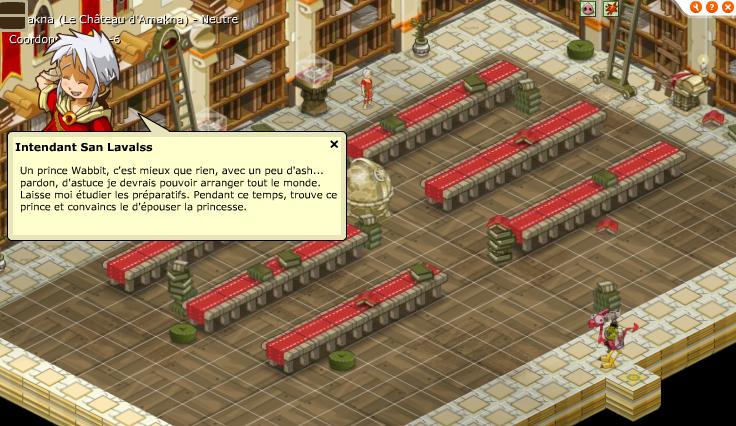 akna (Le Château d'Amakna) - Neutre
Coordon -6
Intendant San Lavalss
Un prince Wabbit, c'est mieux que rien, avec un peu d'ash...
pardon, d'astuce je devrais pouvoir arranger tout le monde.
Laisse moi étudier les préparatifs. Pendant ce temps, trouve ce
prince et convaincs le d'épouser la princesse.